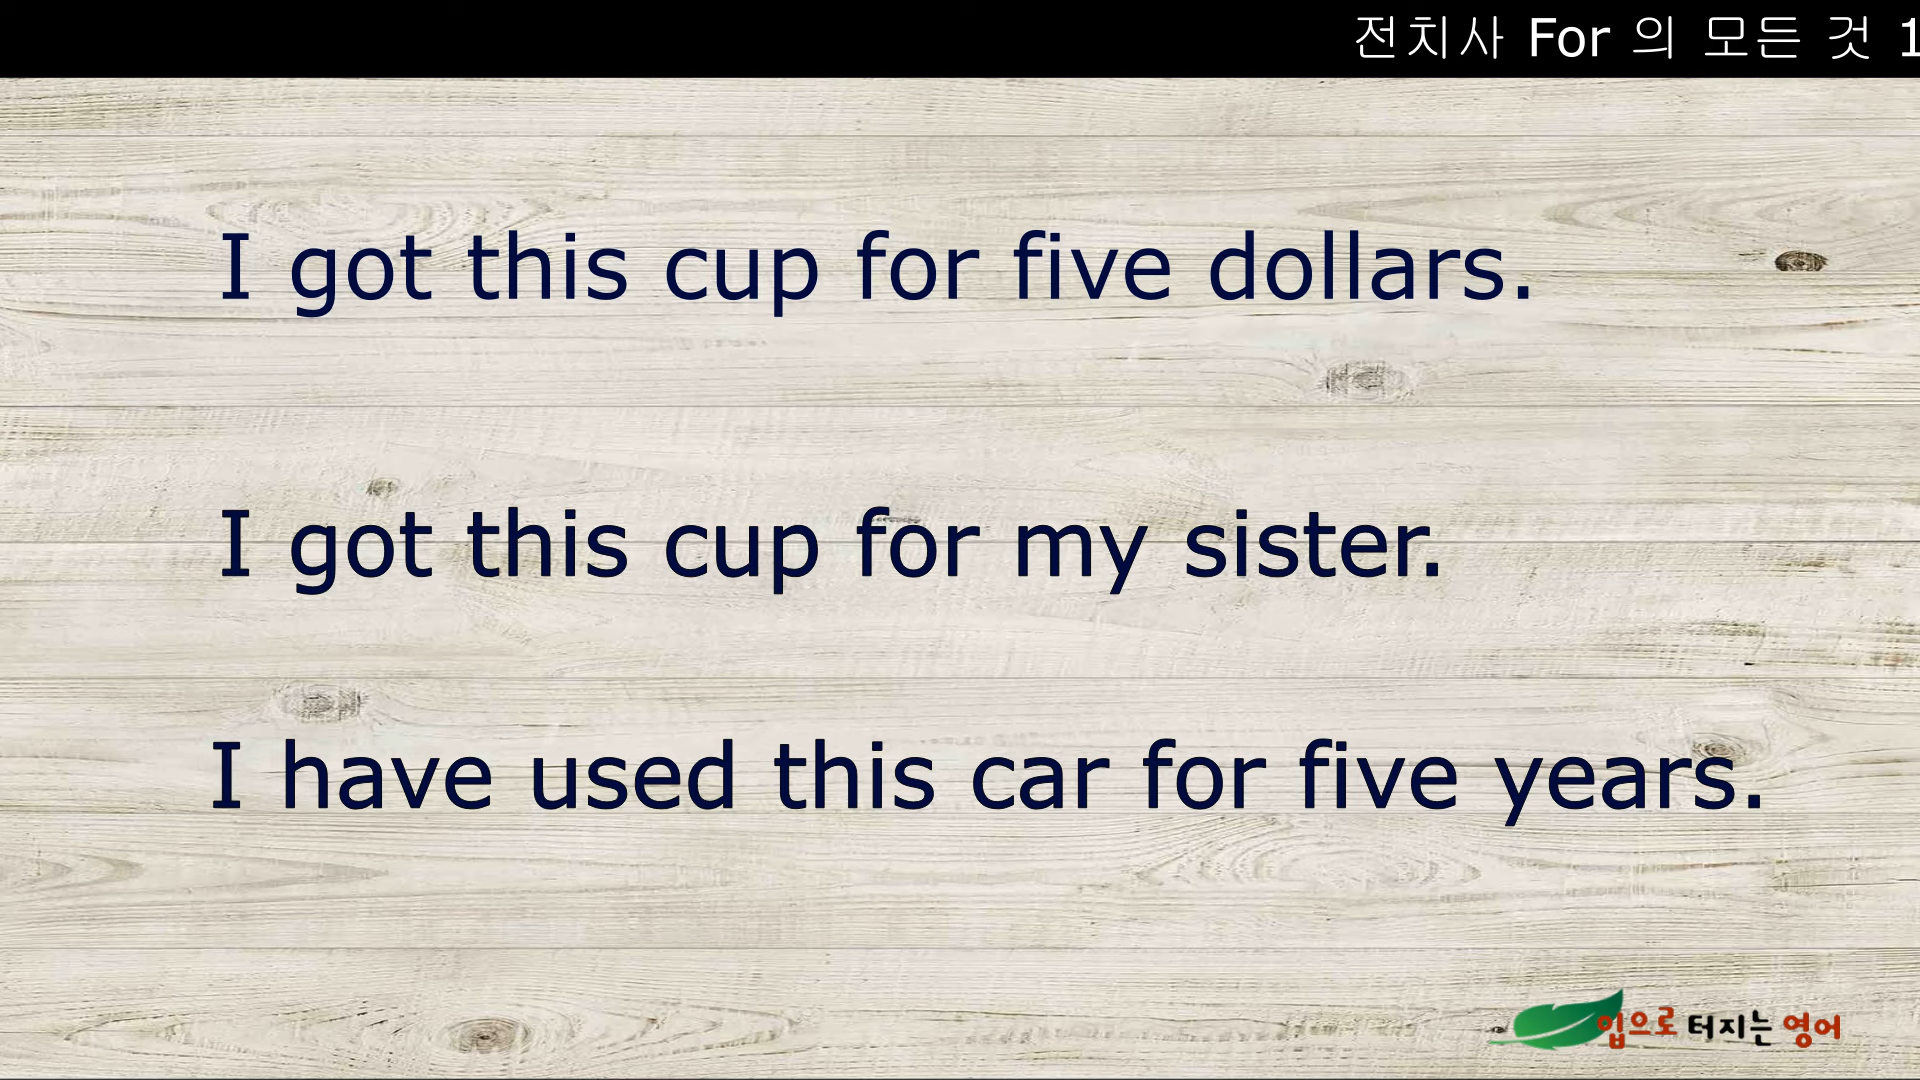 전치사 For 의 모든 것 1
I got this cup for five dollars.
I got this cup for my sister.
I have used this car for five years.
입으로 터지는 영어